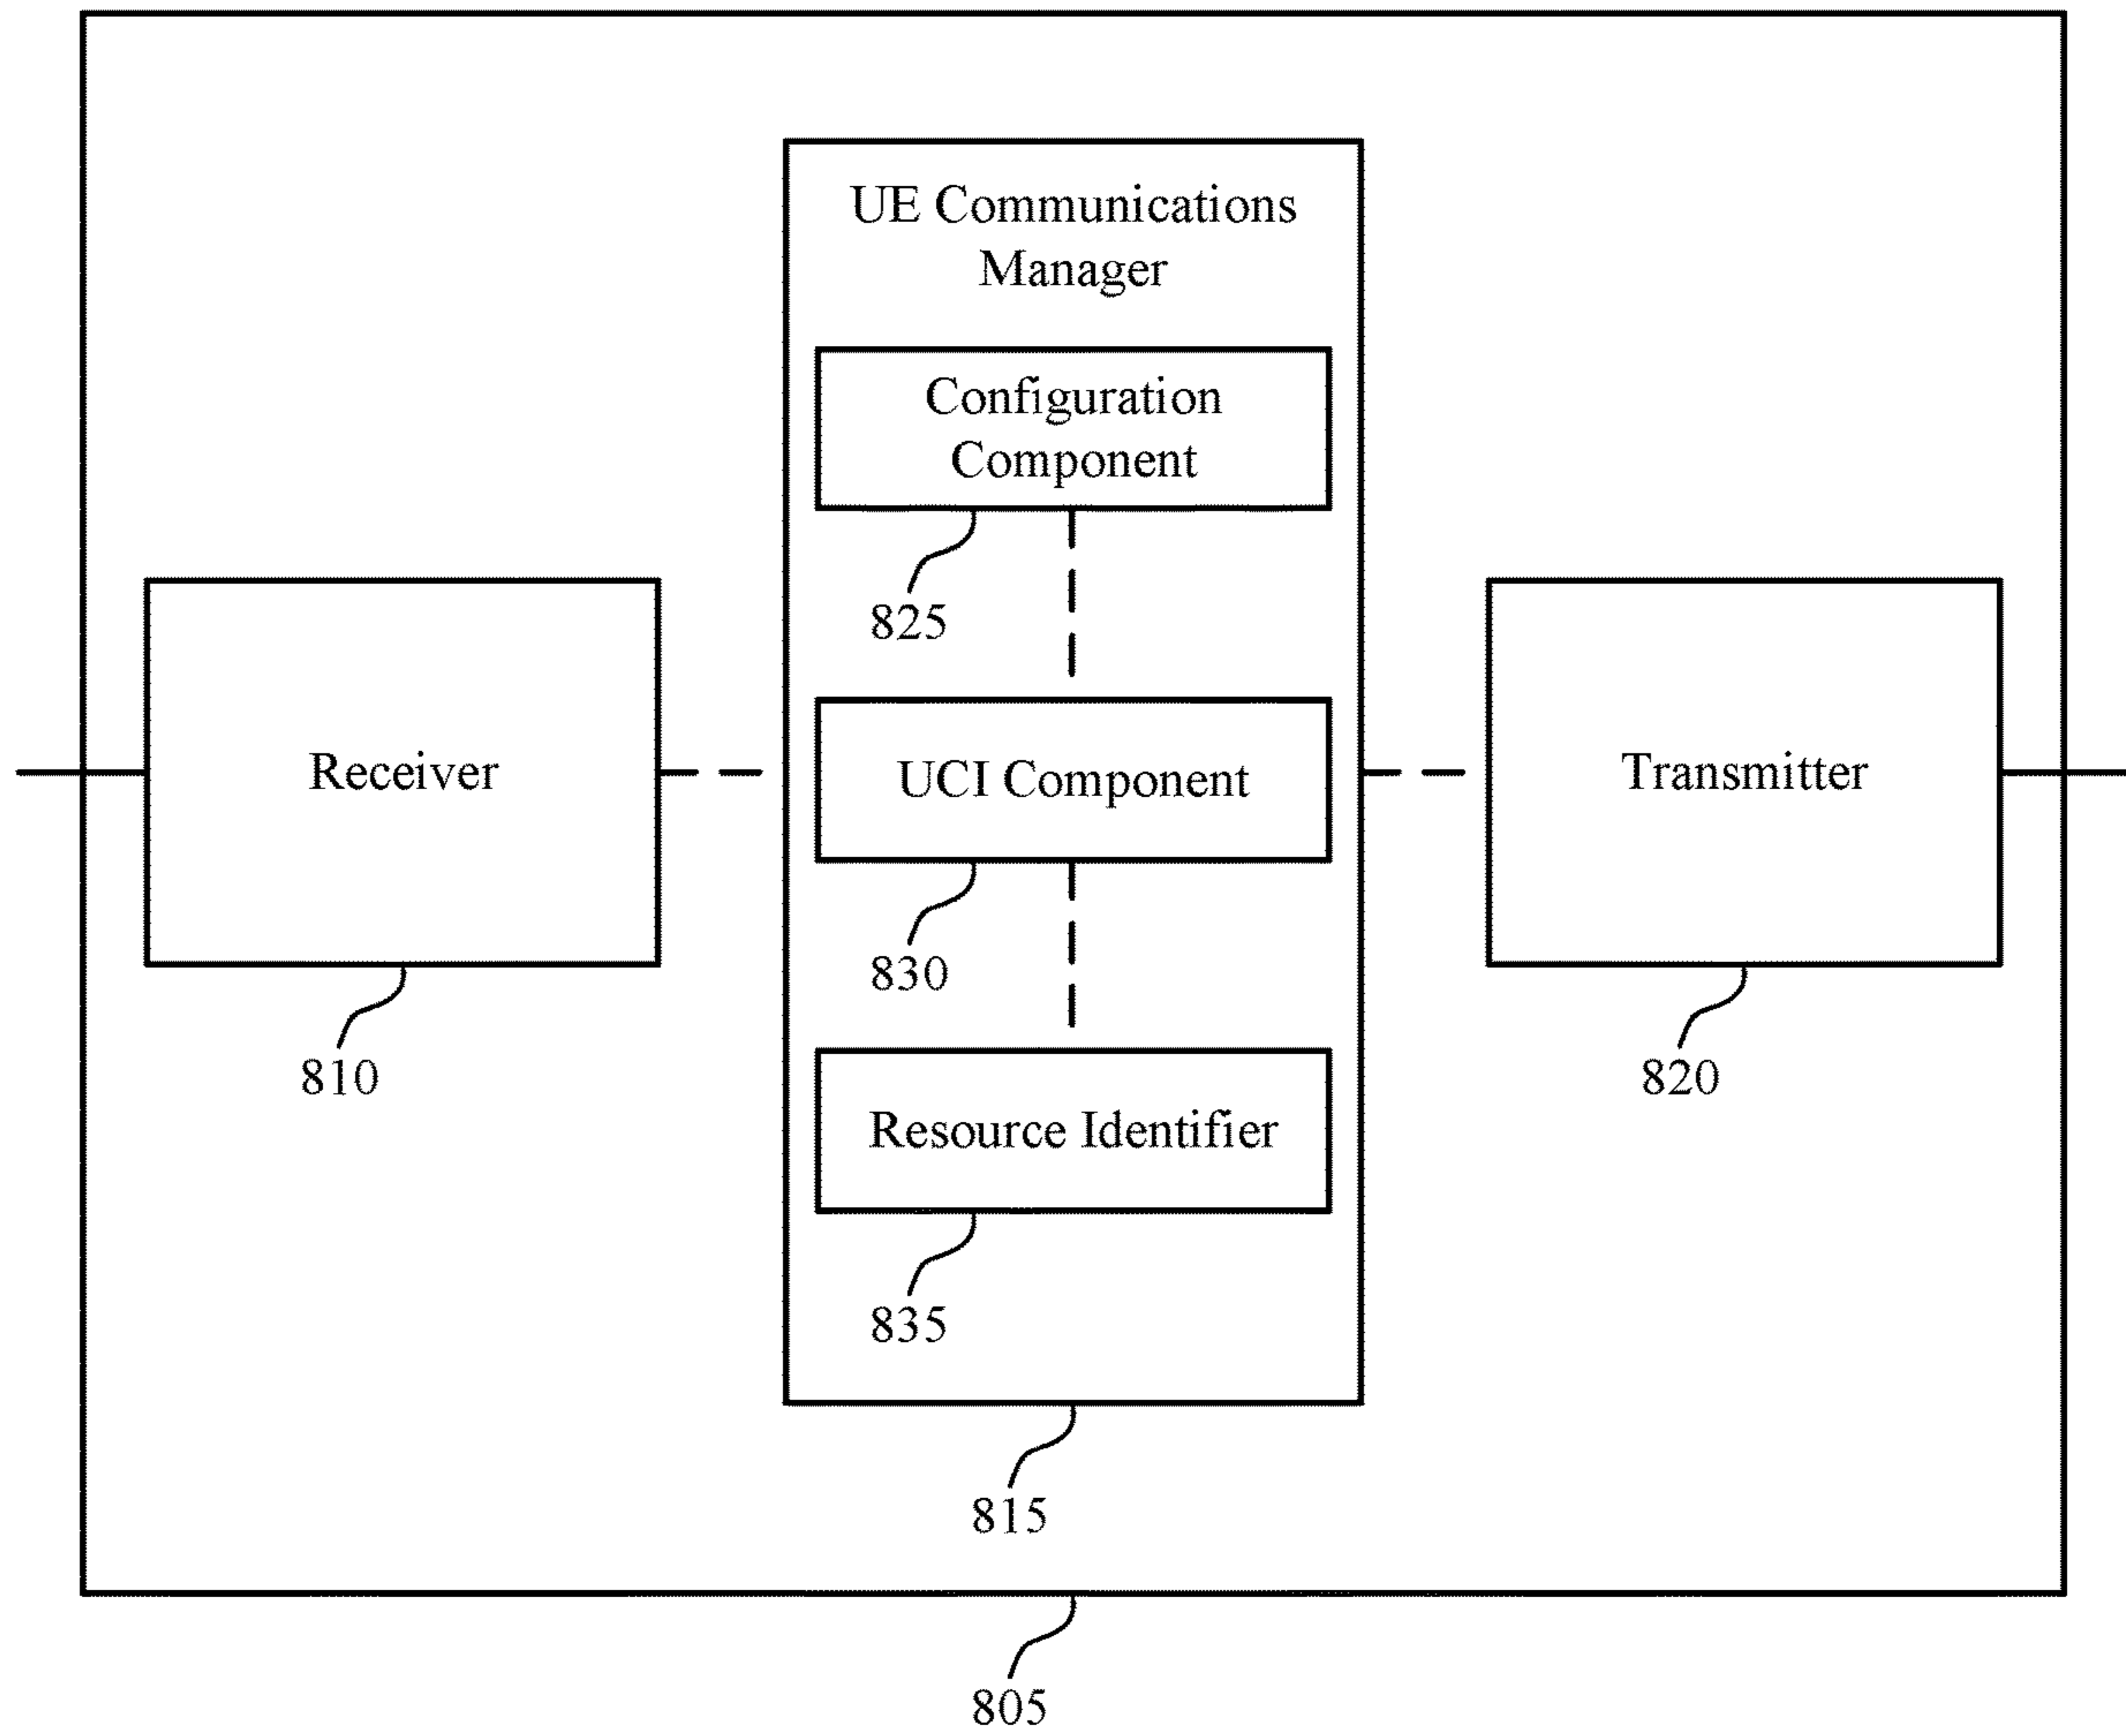 UE Communications
Manager
Configuration
Component
825
Receiver
810
UCI Component
830
Transmitter
820
Resource Identifier
835
815
805